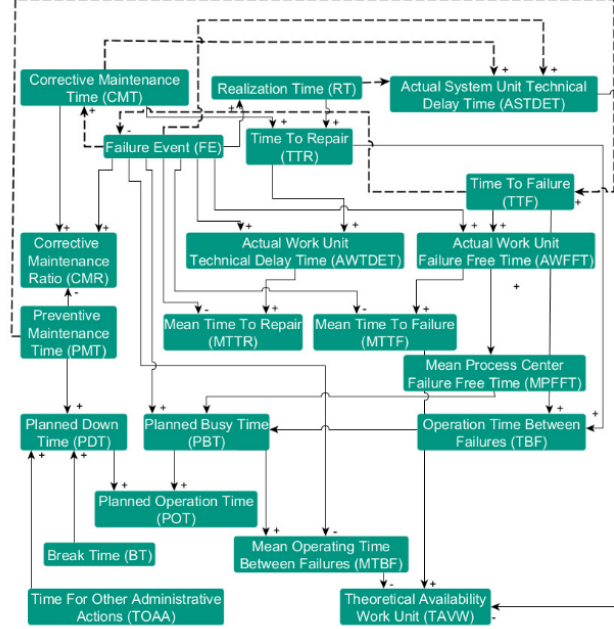 Corrective Maintenance
Time (CMT)
Realization Time (RT)
Actual System Unit Technical
Delay Time (ASTDET)
Failure Event (FE)
Time To Repair
(TTR)
Time To Failure
(TTF)
Corrective
Maintenance
Ratio (CMR)
Actual Work Unit
Technical Delay Time (AWTDET)
Actual Work Unit
Failure Free Time (AWFFT)
Preventive
Maintenance
Time (PMT)
Mean Time To Repair
(MTTR)
Mean Time To Failure
(MTTF)
Mean Process Center
Failure Free Time (MPFFT)
Planned Down
Time (PDT)
Planned Busy Time
(PBT)
Operation Time Between
Failures (TBF)
Planned Operation Time
(POT)
Break Time (BT)
Mean Operating Time
Between Failures (MTBF)
Time For Other Administrative
Actions (TOAA)
Theoretical Availability
Work Unit (TAVW)